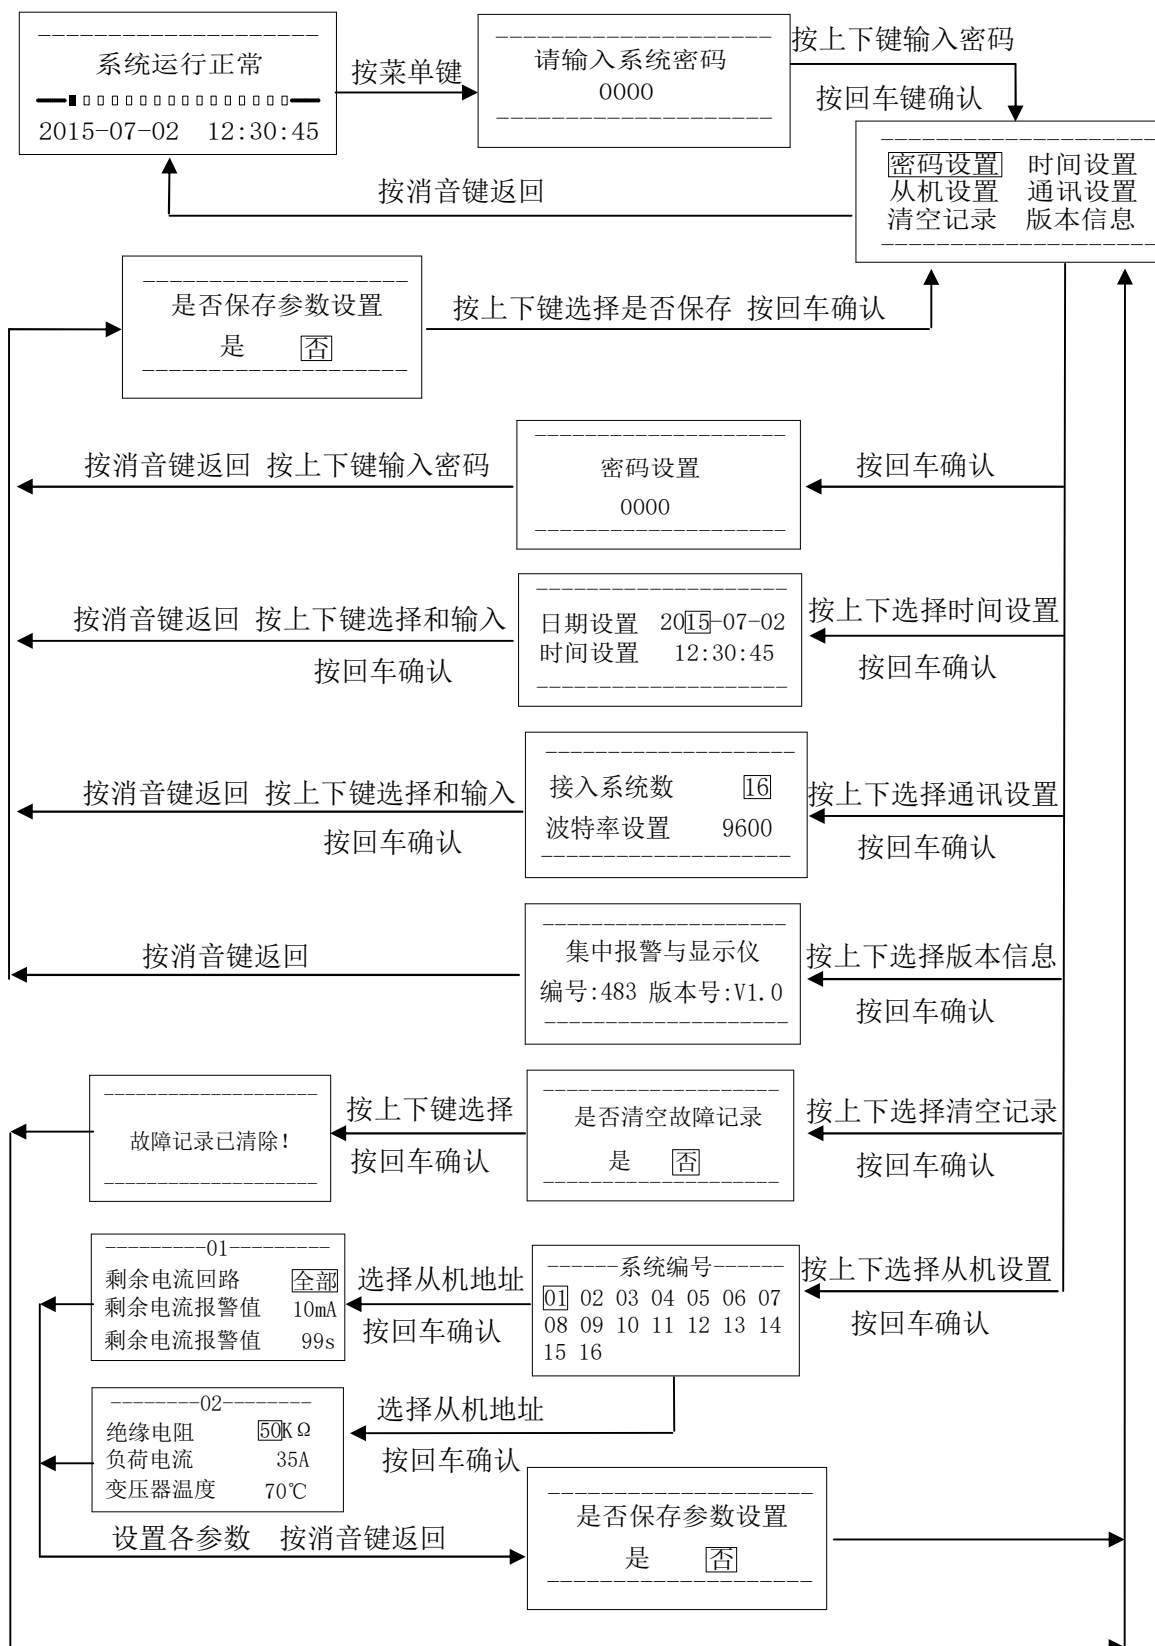 系统运行正常
2015-07-02 12:30:45
按菜单键
请输入系统密码
0000
按上下键输入密码
按回车键确认
密码设置 时间设置
从机设置 通讯设置
清空记录 版本信息
按消音键返回
是否保存参数设置
是 否
按上下键选择是否保存 按回车确认
按消音键返回 按上下键输入密码
密码设置
0000
按回车确认
按消音键返回 按上下键选择和输入
按回车确认
日期设置 2015-07-02
时间设置 12:30:45
按上下选择时间设置
按回车确认
按消音键返回 按上下键选择和输入
按回车确认
接入系统数 16
波特率设置 9600
按上下选择通讯设置
按回车确认
按消音键返回
集中报警与显示仪
编号:483 版本号:V1.0
按上下选择版本信息
按回车确认
故障记录已清除!
按上下键选择
按回车确认
是否清空故障记录
是 否
按上下选择清空记录
按回车确认
---------01---------
剩余电流回路 全部
剩余电流报警值 10mA
剩余电流报警值 99s
选择从机地址
按回车确认
------系统编号------
01 02 03 04 05 06 07
08 09 10 11 12 13 14
15 16
按上下选择从机设置
按回车确认
--------02--------
绝缘电阻 50KΩ
负荷电流 35A
变压器温度 70℃
选择从机地址
按回车确认
设置各参数 按消音键返回
是否保存参数设置
是 否